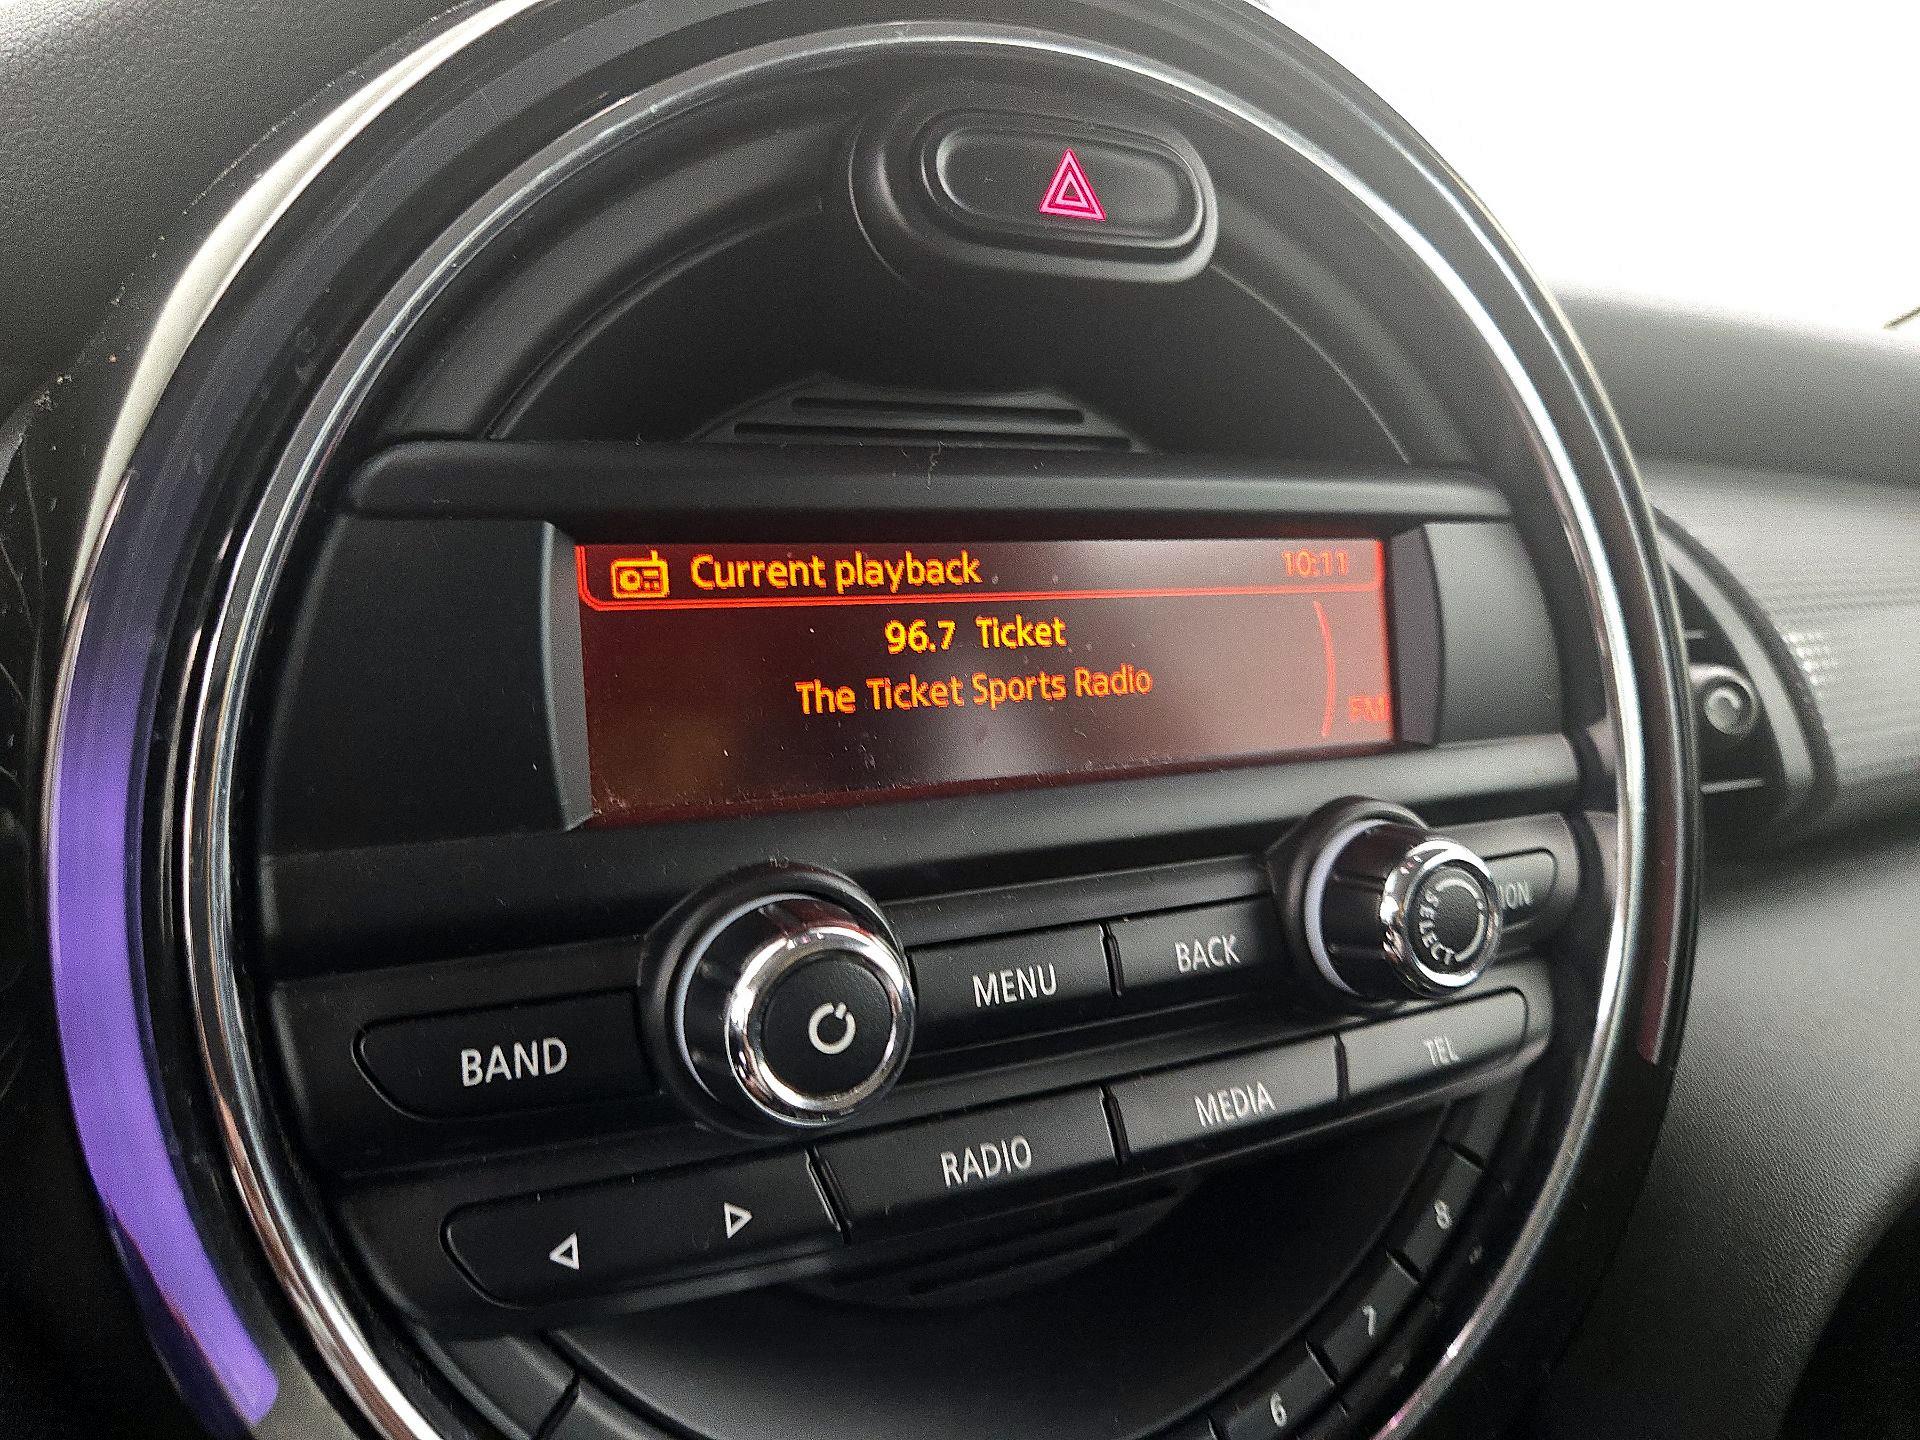 Current playback 10:11
96.7 Ticket
The Ticket Sports Radio
FM
MENU BACK
SELECT
BAND
RADIO MEDIA TEL
8
7
6